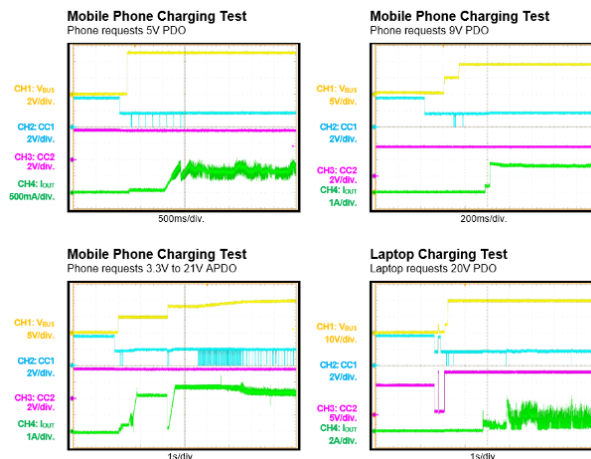 Mobile Phone Charging Test
Phone requests 5V PDO
CH1: VBUS
2V/div.
CH2: CC1
2V/div.
CH3: CC2
2V/div.
CH4: IOUT
500mA/div.
500ms/div.
Mobile Phone Charging Test
Phone requests 9V PDO
CH1: VBUS
5V/div.
CH2: CC1
2V/div.
CH3: CC2
2V/div.
CH4: IOUT
1A/div.
200ms/div.
Mobile Phone Charging Test
Phone requests 3.3V to 21V APDO
CH1: VBUS
5V/div.
CH2: CC1
2V/div.
CH3: CC2
2V/div.
CH4: IOUT
1A/div.
1s/div.
Laptop Charging Test
Laptop requests 20V PDO
CH1: VBUS
10V/div.
CH2: CC1
2V/div.
CH3: CC2
5V/div.
CH4: IOUT
2A/div.
1s/div.